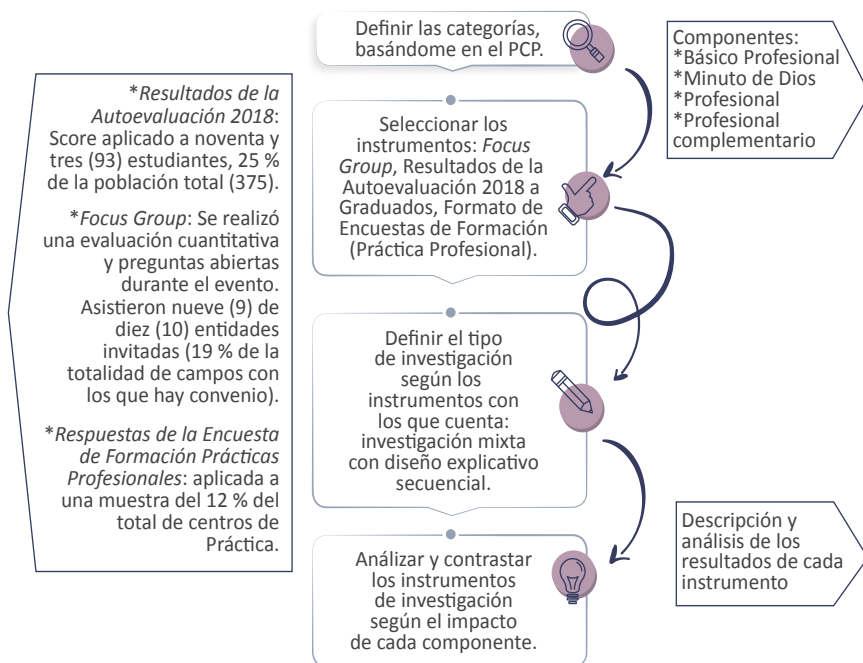 Definir las categorías,
basándome en el PCP.
Componentes:
*Básico Profesional
*Minuto de Dios
*Profesional
*Profesional
complementario
*Resultados de la
Autoevaluación 2018:
Score aplicado a noventa y
tres (93) estudiantes, 25 %
de la población total (375).
*Focus Group: Se realizó
una evaluación cuantitativa
y preguntas abiertas
durante el evento.
Asistieron nueve (9) de
diez (10) entidades
invitadas (19 % de la
totalidad de campos con
los que hay convenio).
*Respuestas de la Encuesta
de Formación Prácticas
Profesionales: aplicada a
una muestra del 12 % del
total de centros de
Práctica.
Seleccionar los
instrumentos: Focus
Group, Resultados de la
Autoevaluación 2018 a
Graduados, Formato de
Encuestas de Formación
(Práctica Profesional).
Definir el tipo
de investigación
según los
instrumentos con
los que cuenta:
investigación mixta
con diseño explicativo
secuencial.
Análizar y contrastar
los instrumentos
de investigación
según el impacto
de cada componente.
Descripción y
análisis de los
resultados de cada
instrumento